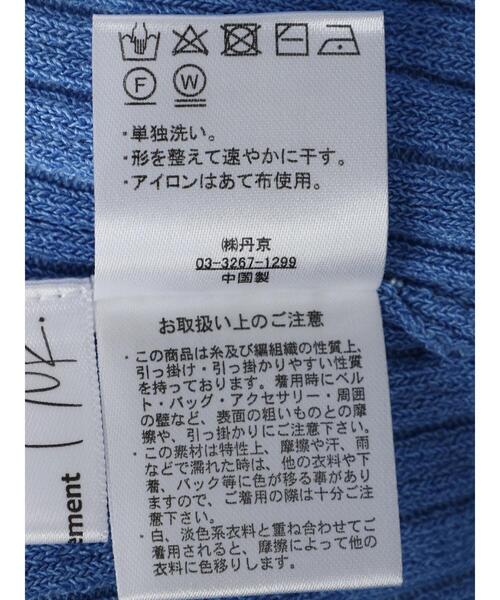 F W
・単独洗い。
・形を整えて速やかに干す。
・アイロンはあて布使用。
㈱丹京
03-3267-1299
中国製
お取扱い上のご注意
・この商品は糸及び編組織の性質上、
引っ掛け・引っ掛かりやすい性質
を持っております。着用時にベル
ト・バッグ・アクセサリー・周囲
の壁など、表面の粗いものとの摩
擦や、引っ掛かりにご注意下さい。
・この素材は特性上、摩擦や汗、雨
などで濡れた時は、他の衣料や下
着、バック等に色が移る事があり
ますので、ご着用の際は十分ご注
意下さい。
・白、淡色系衣料と重ね合わせてご
着用されると、摩擦によって他の
衣料に色移りします。
ement